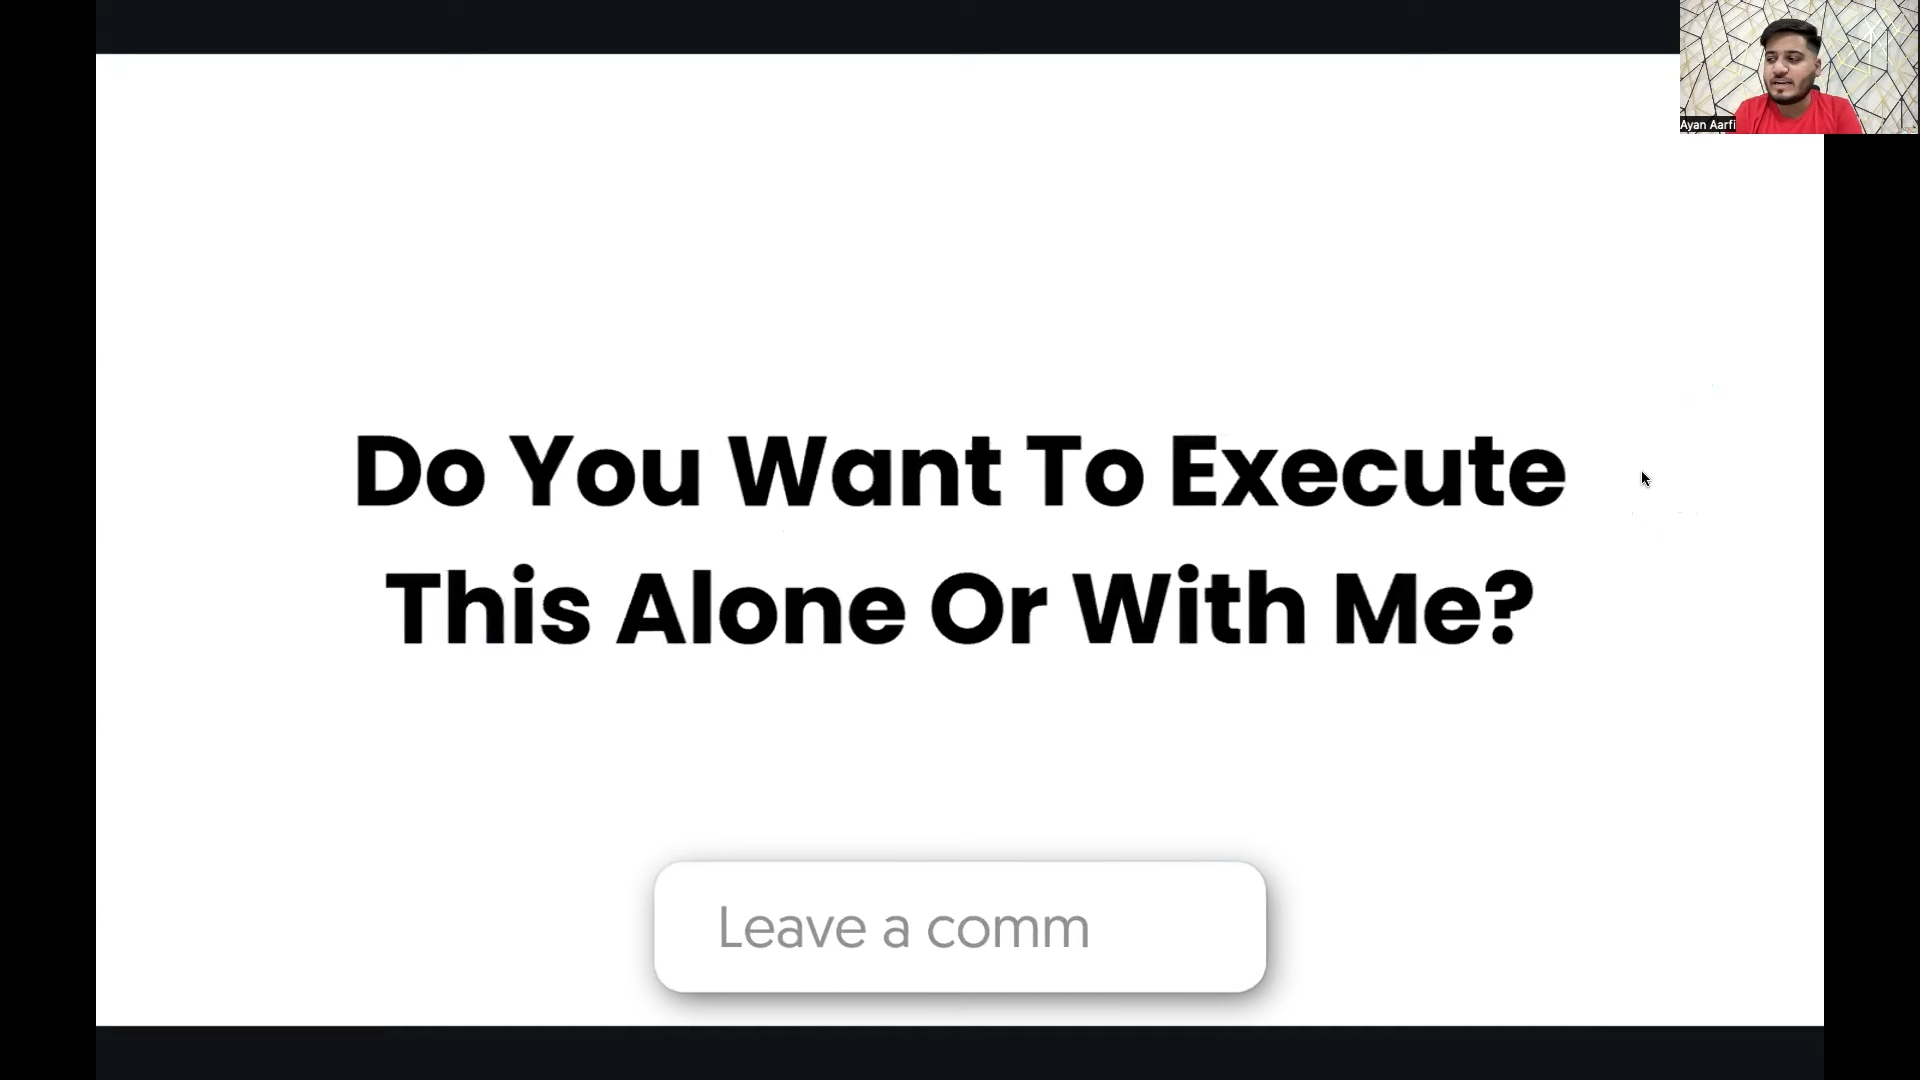 Ayan Aarfi
Do You Want To Execute
This Alone Or With Me?
Leave a comm